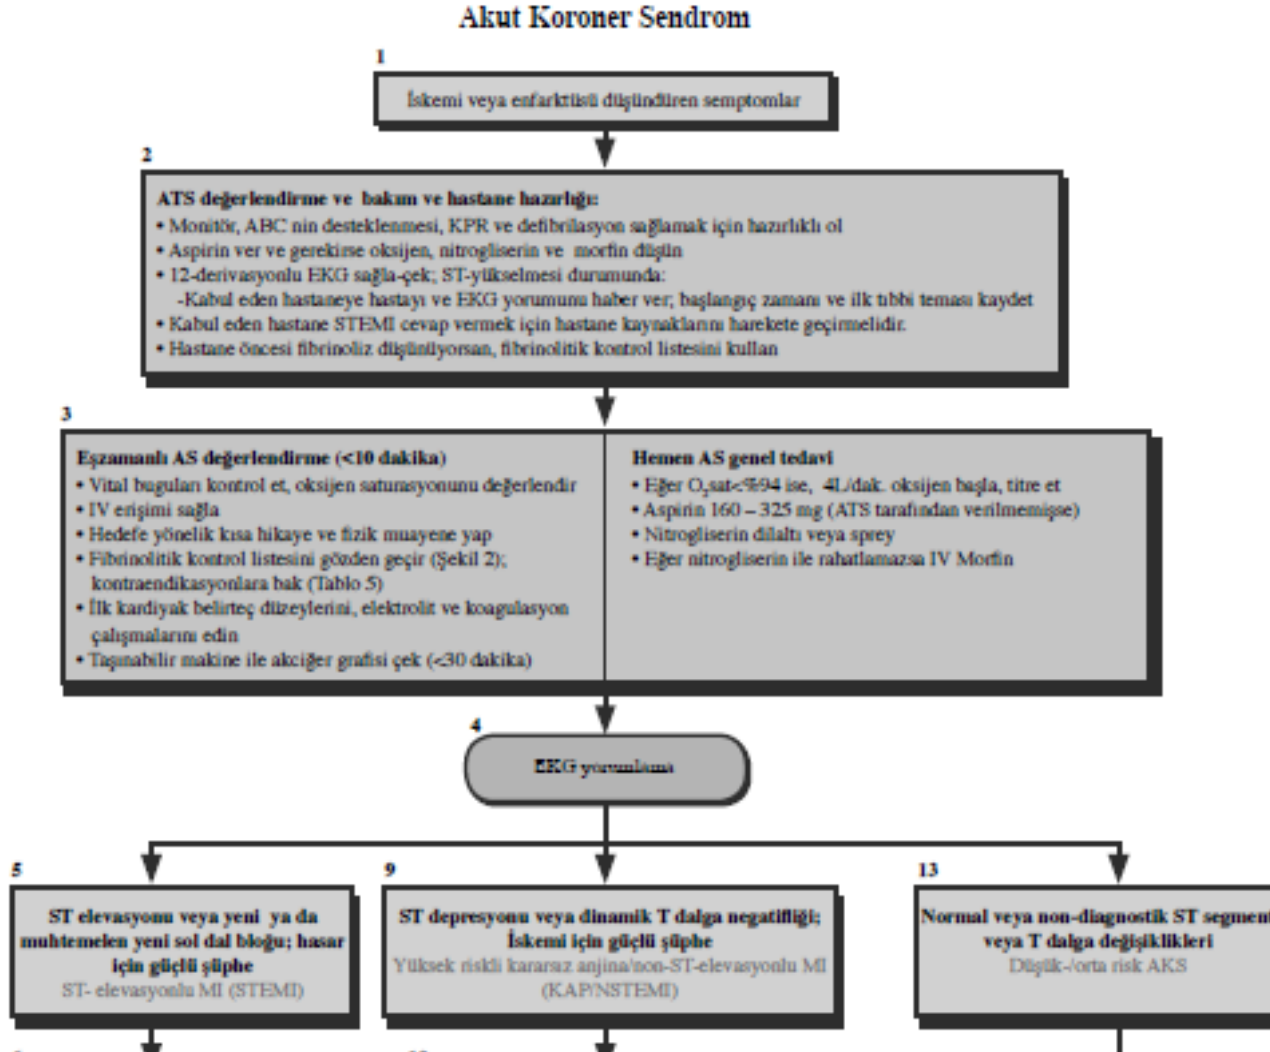 Akut Koroner Sendrom
1
İskemi veya enfarktüsü düşündüren semptomlar
2
ATS değerlendirme ve bakım ve hastane hazırlığı:
• Monitör, ABC nin desteklenmesi, KPR ve defibrilasyon sağlamak için hazırlıklı ol
• Aspirin ver ve gerekirse oksijen, nitrogliserin ve morfin düşün
• 12-derivasyonlu EKG sağla-çek; ST-yükselmesi durumunda:
-Kabul eden hastaneye hastayı ve EKG yorumunu haber ver; başlangıç zamanı ve ilk tıbbi teması kaydet
• Kabul eden hastane STEMI cevap vermek için hastane kaynaklarını harekete geçirmelidir.
• Hastane öncesi fibrinoliz düşünülüyorsan, fibrinolitik kontrol listesini kullan
3
Eşzamanlı AS değerlendirme (<10 dakika)
• Vital buguları kontrol et, oksijen saturasyonunu değerlendir
• IV erişimi sağla
• Hedefe yönelik kısa hikaye ve fizik muayene yap
• Fibrinolitik kontrol listesini gözden geçir (Şekil 2);
kontraendikasyonlara bak (Tablo 5)
• İlk kardiyak belirteç düzeylerini, elektrolit ve koagulasyon
çalışmalarını edin
• Taşınabilir makine ile akciğer grafisi çek (<30 dakika)
Hemen AS genel tedavi
• Eğer O₂sat<%94 ise, 4L/dak. oksijen başla, titre et
• Aspirin 160 – 325 mg (ATS tarafından verilmemişse)
• Nitrogliserin dilaltı veya sprey
• Eğer nitrogliserin ile rahatlamazsa IV Morfin
4
EKG yorumlama
5
ST elevasyonu veya yeni ya da
muhtemelen yeni sol dal bloğu; hasar
için güçlü şüphe
ST- elevasyonlu MI (STEMI)
9
ST depresyonu veya dinamik T dalga negatifliği;
İskemi için güçlü şüphe
Yüksek riskli kararsız anjina/non-ST-elevasyonlu MI
(KAP/NSTEMI)
13
Normal veya non-diagnostik ST segment
veya T dalga değişiklikleri
Düşük-/orta risk AKS